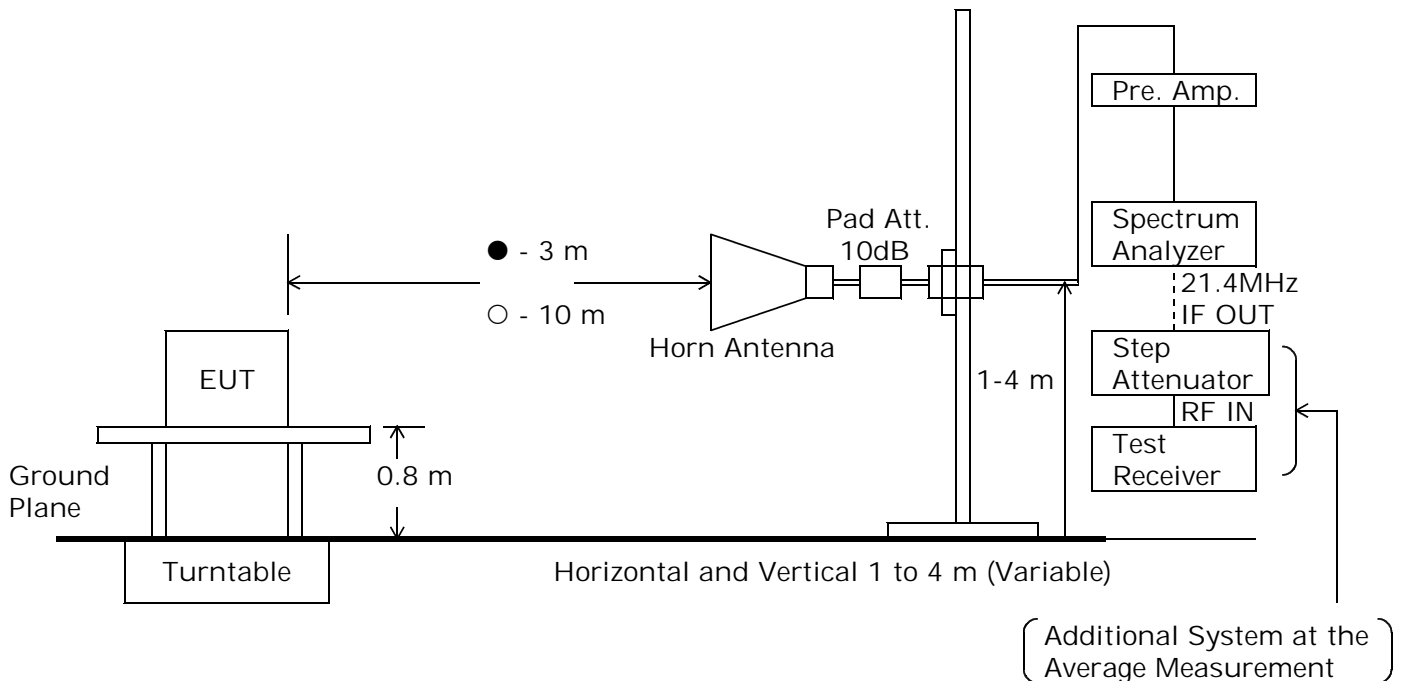 Pre. Amp.
Pad Att.
10dB
Spectrum
Analyzer
● - 3 m
○ - 10 m
21.4MHz
IF OUT
Horn Antenna
Step
Attenuator
EUT
1-4 m
RF IN
Test
Receiver
0.8 m
Ground
Plane
Turntable
Horizontal and Vertical 1 to 4 m (Variable)
Additional System at the
Average Measurement